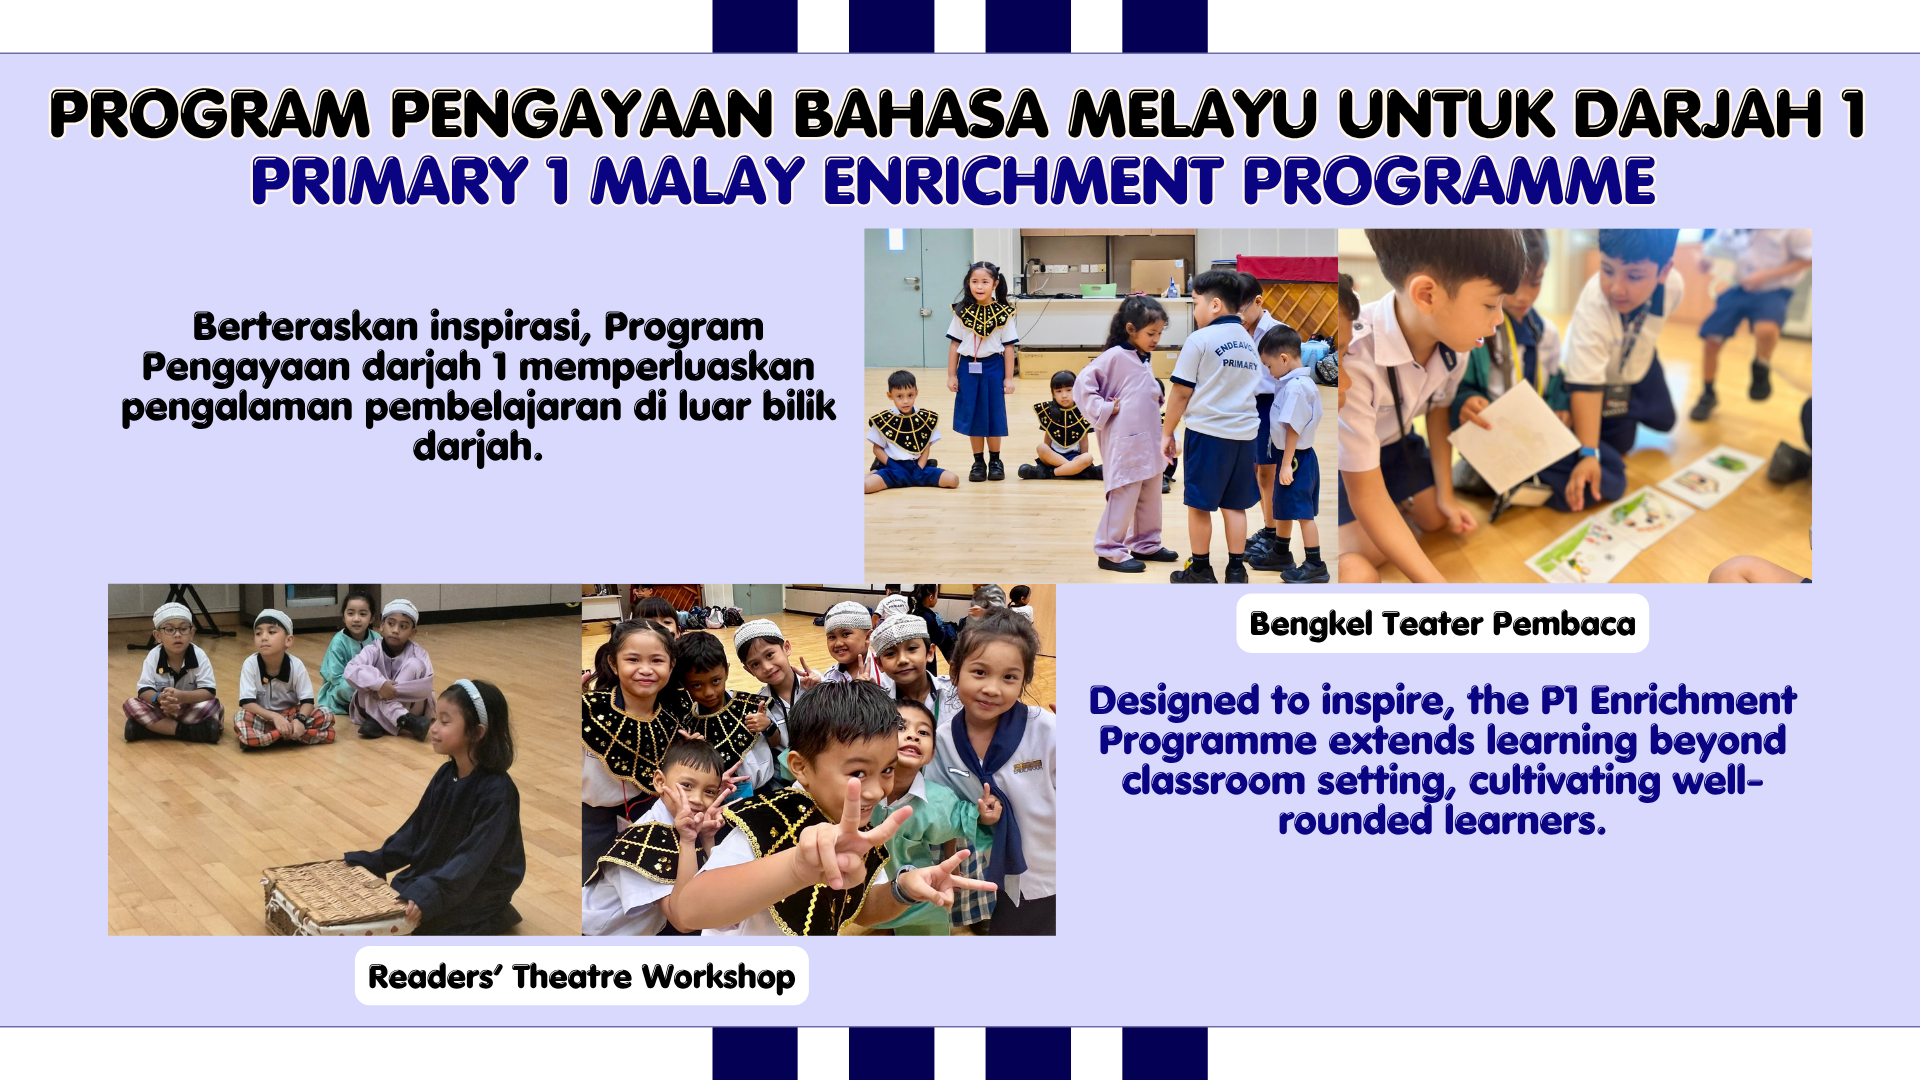 PROGRAM PENGAYAAN BAHASA MELAYU UNTUK DARJAH 1
PRIMARY 1 MALAY ENRICHMENT PROGRAMME
Berteraskan inspirasi, Program
Pengayaan darjah 1 memperluaskan
pengalaman pembelajaran di luar bilik
darjah.
PRIMARY
Bengkel Teater Pembaca
Designed to inspire, the P1 Enrichment
Programme extends learning beyond
classroom setting, cultivating well-
rounded learners.
Readers' Theatre Workshop